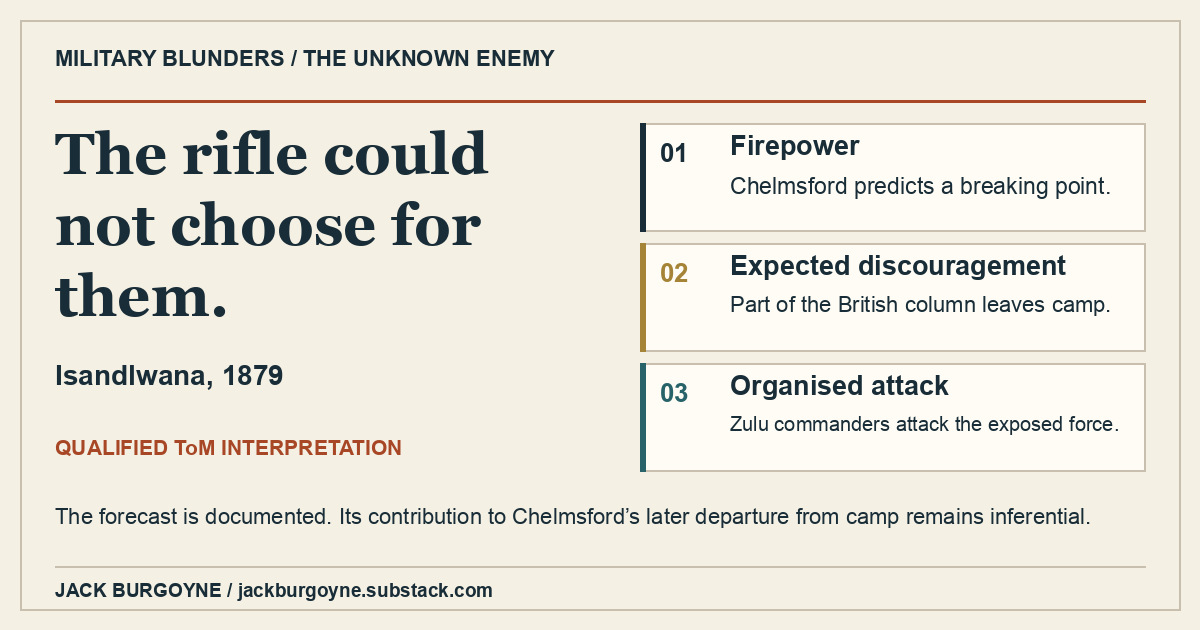 MILITARY BLUNDERS / THE UNKNOWN ENEMY
The rifle could
not choose for
them.
Isandlwana, 1879
QUALIFIED ToM INTERPRETATION
01
Firepower
Chelmsford predicts a breaking point.
02
Expected discouragement
Part of the British column leaves camp.
03
Organised attack
Zulu commanders attack the exposed force.
The forecast is documented. Its contribution to Chelmsford’s later departure from camp remains inferential.
JACK BURGOYNE / jackburgoyne.substack.com